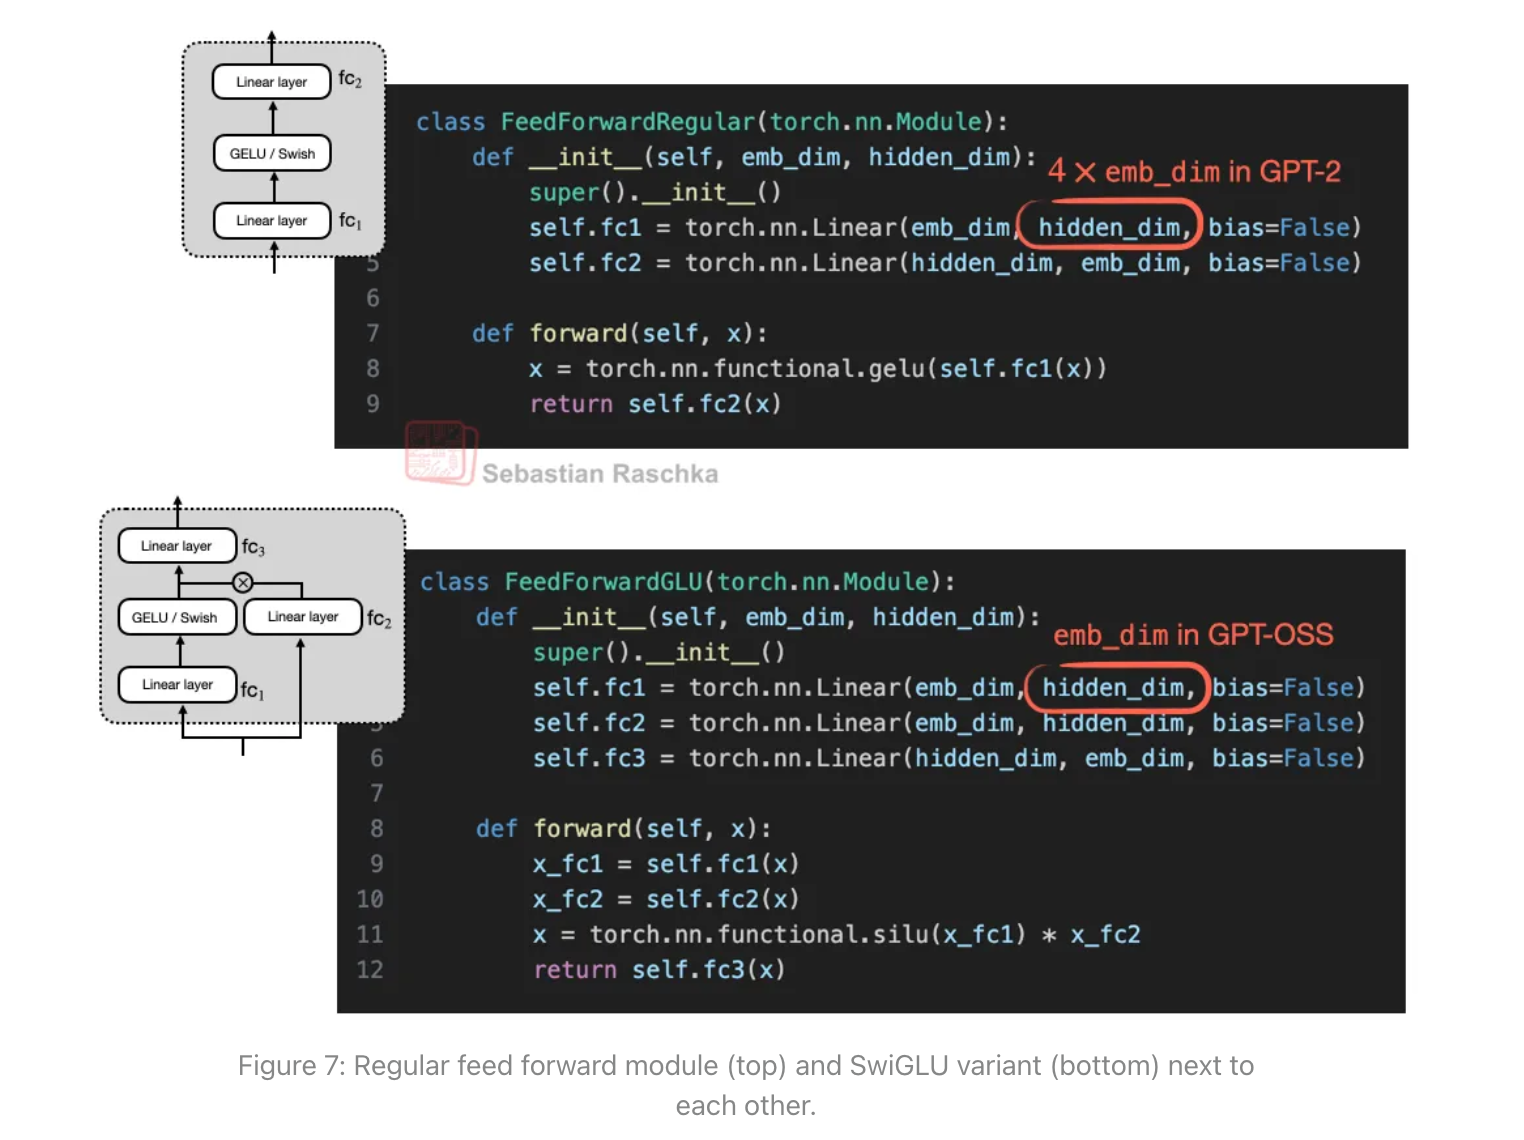 Linear layer fc2
GELU / Swish
Linear layer fc1
class FeedForwardRegular(torch.nn.Module):
def __init__(self, emb_dim, hidden_dim):
4 × emb_dim in GPT-2
super().__init__()
self.fc1 = torch.nn.Linear(emb_dim, hidden_dim, bias=False)
5 self.fc2 = torch.nn.Linear(hidden_dim, emb_dim, bias=False)
6
7 def forward(self, x):
8 x = torch.nn.functional.gelu(self.fc1(x))
9 return self.fc2(x)
Sebastian Raschka
Linear layer fc3
GELU / Swish Linear layer fc2
Linear layer fc1
class FeedForwardGLU(torch.nn.Module):
def __init__(self, emb_dim, hidden_dim):
emb_dim in GPT-OSS
super().__init__()
self.fc1 = torch.nn.Linear(emb_dim, hidden_dim, bias=False)
5 self.fc2 = torch.nn.Linear(emb_dim, hidden_dim, bias=False)
6 self.fc3 = torch.nn.Linear(hidden_dim, emb_dim, bias=False)
7
8 def forward(self, x):
9 x_fc1 = self.fc1(x)
10 x_fc2 = self.fc2(x)
11 x = torch.nn.functional.silu(x_fc1) * x_fc2
12 return self.fc3(x)
Figure 7: Regular feed forward module (top) and SwiGLU variant (bottom) next to
each other.